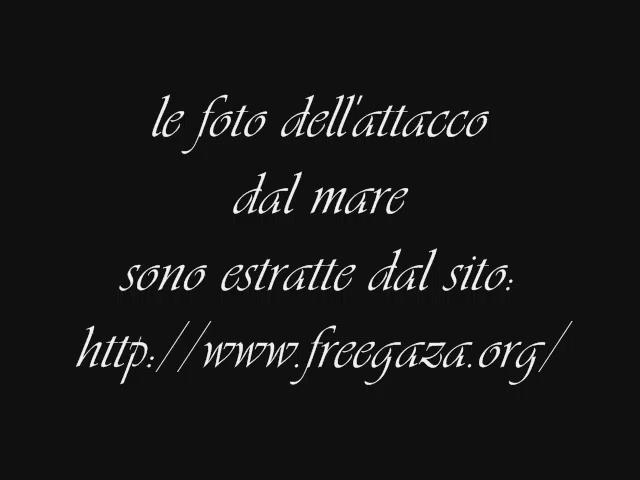 le foto dell'attacco
dal mare
sono estratte dal sito:
http://www.freegaza.org/